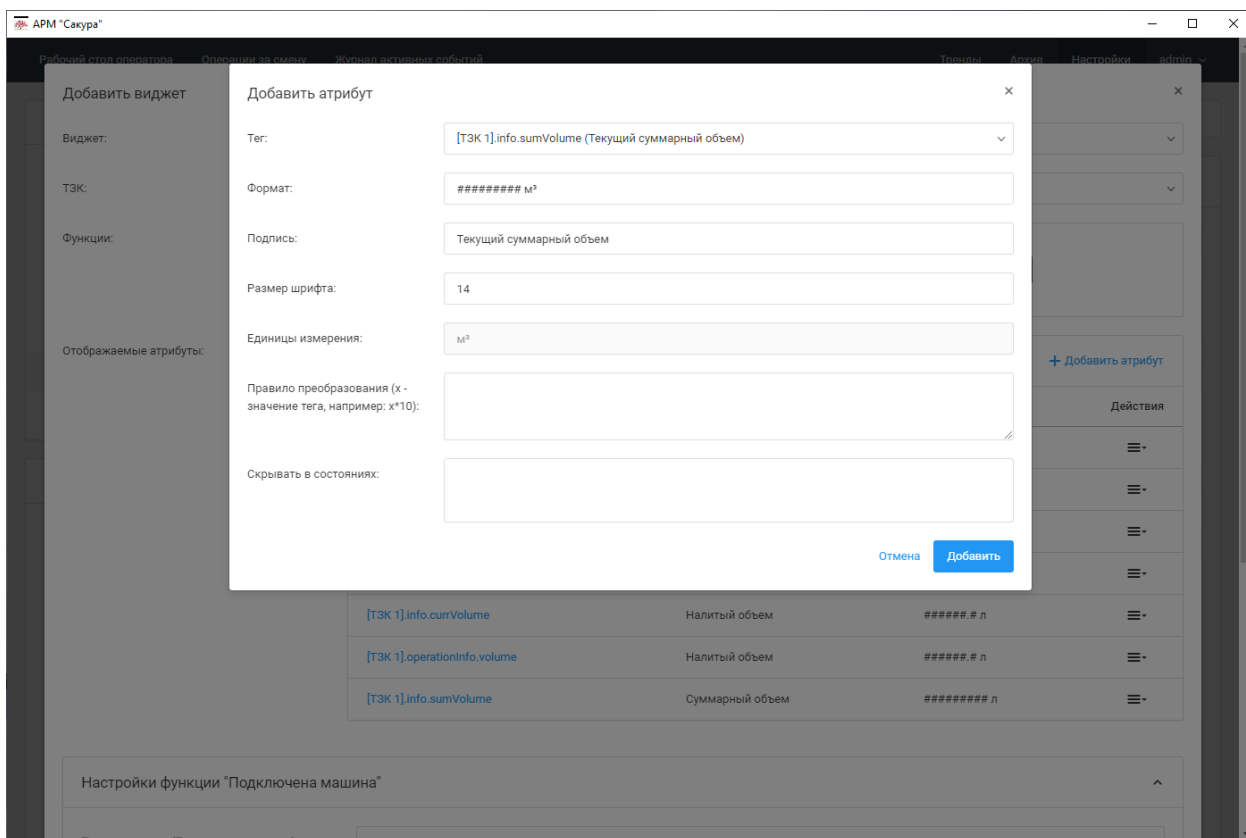 АРМ "Сакура"
Рабочий стол оператора Операции за смену Журнал активных событий Тренды Архив Настройки admin
Добавить виджет
Добавить атрибут
Виджет:
Тег: [ТЗК 1].info.sumVolume (Текущий суммарный объем)
ТЗК:
Формат: ######### м³
Функции:
Подпись: Текущий суммарный объем
Размер шрифта: 14
Отображаемые атрибуты:
Единицы измерения: м³
+ Добавить атрибут
Правило преобразования (x -
значение тега, например: x*10):
Действия
Скрывать в состояниях:
Отмена Добавить
[ТЗК 1].info.currVolume Налитый объем ######.# л
[ТЗК 1].operationInfo.volume Налитый объем ######.# л
[ТЗК 1].info.sumVolume Суммарный объем ######### л
Настройки функции "Подключена машина"